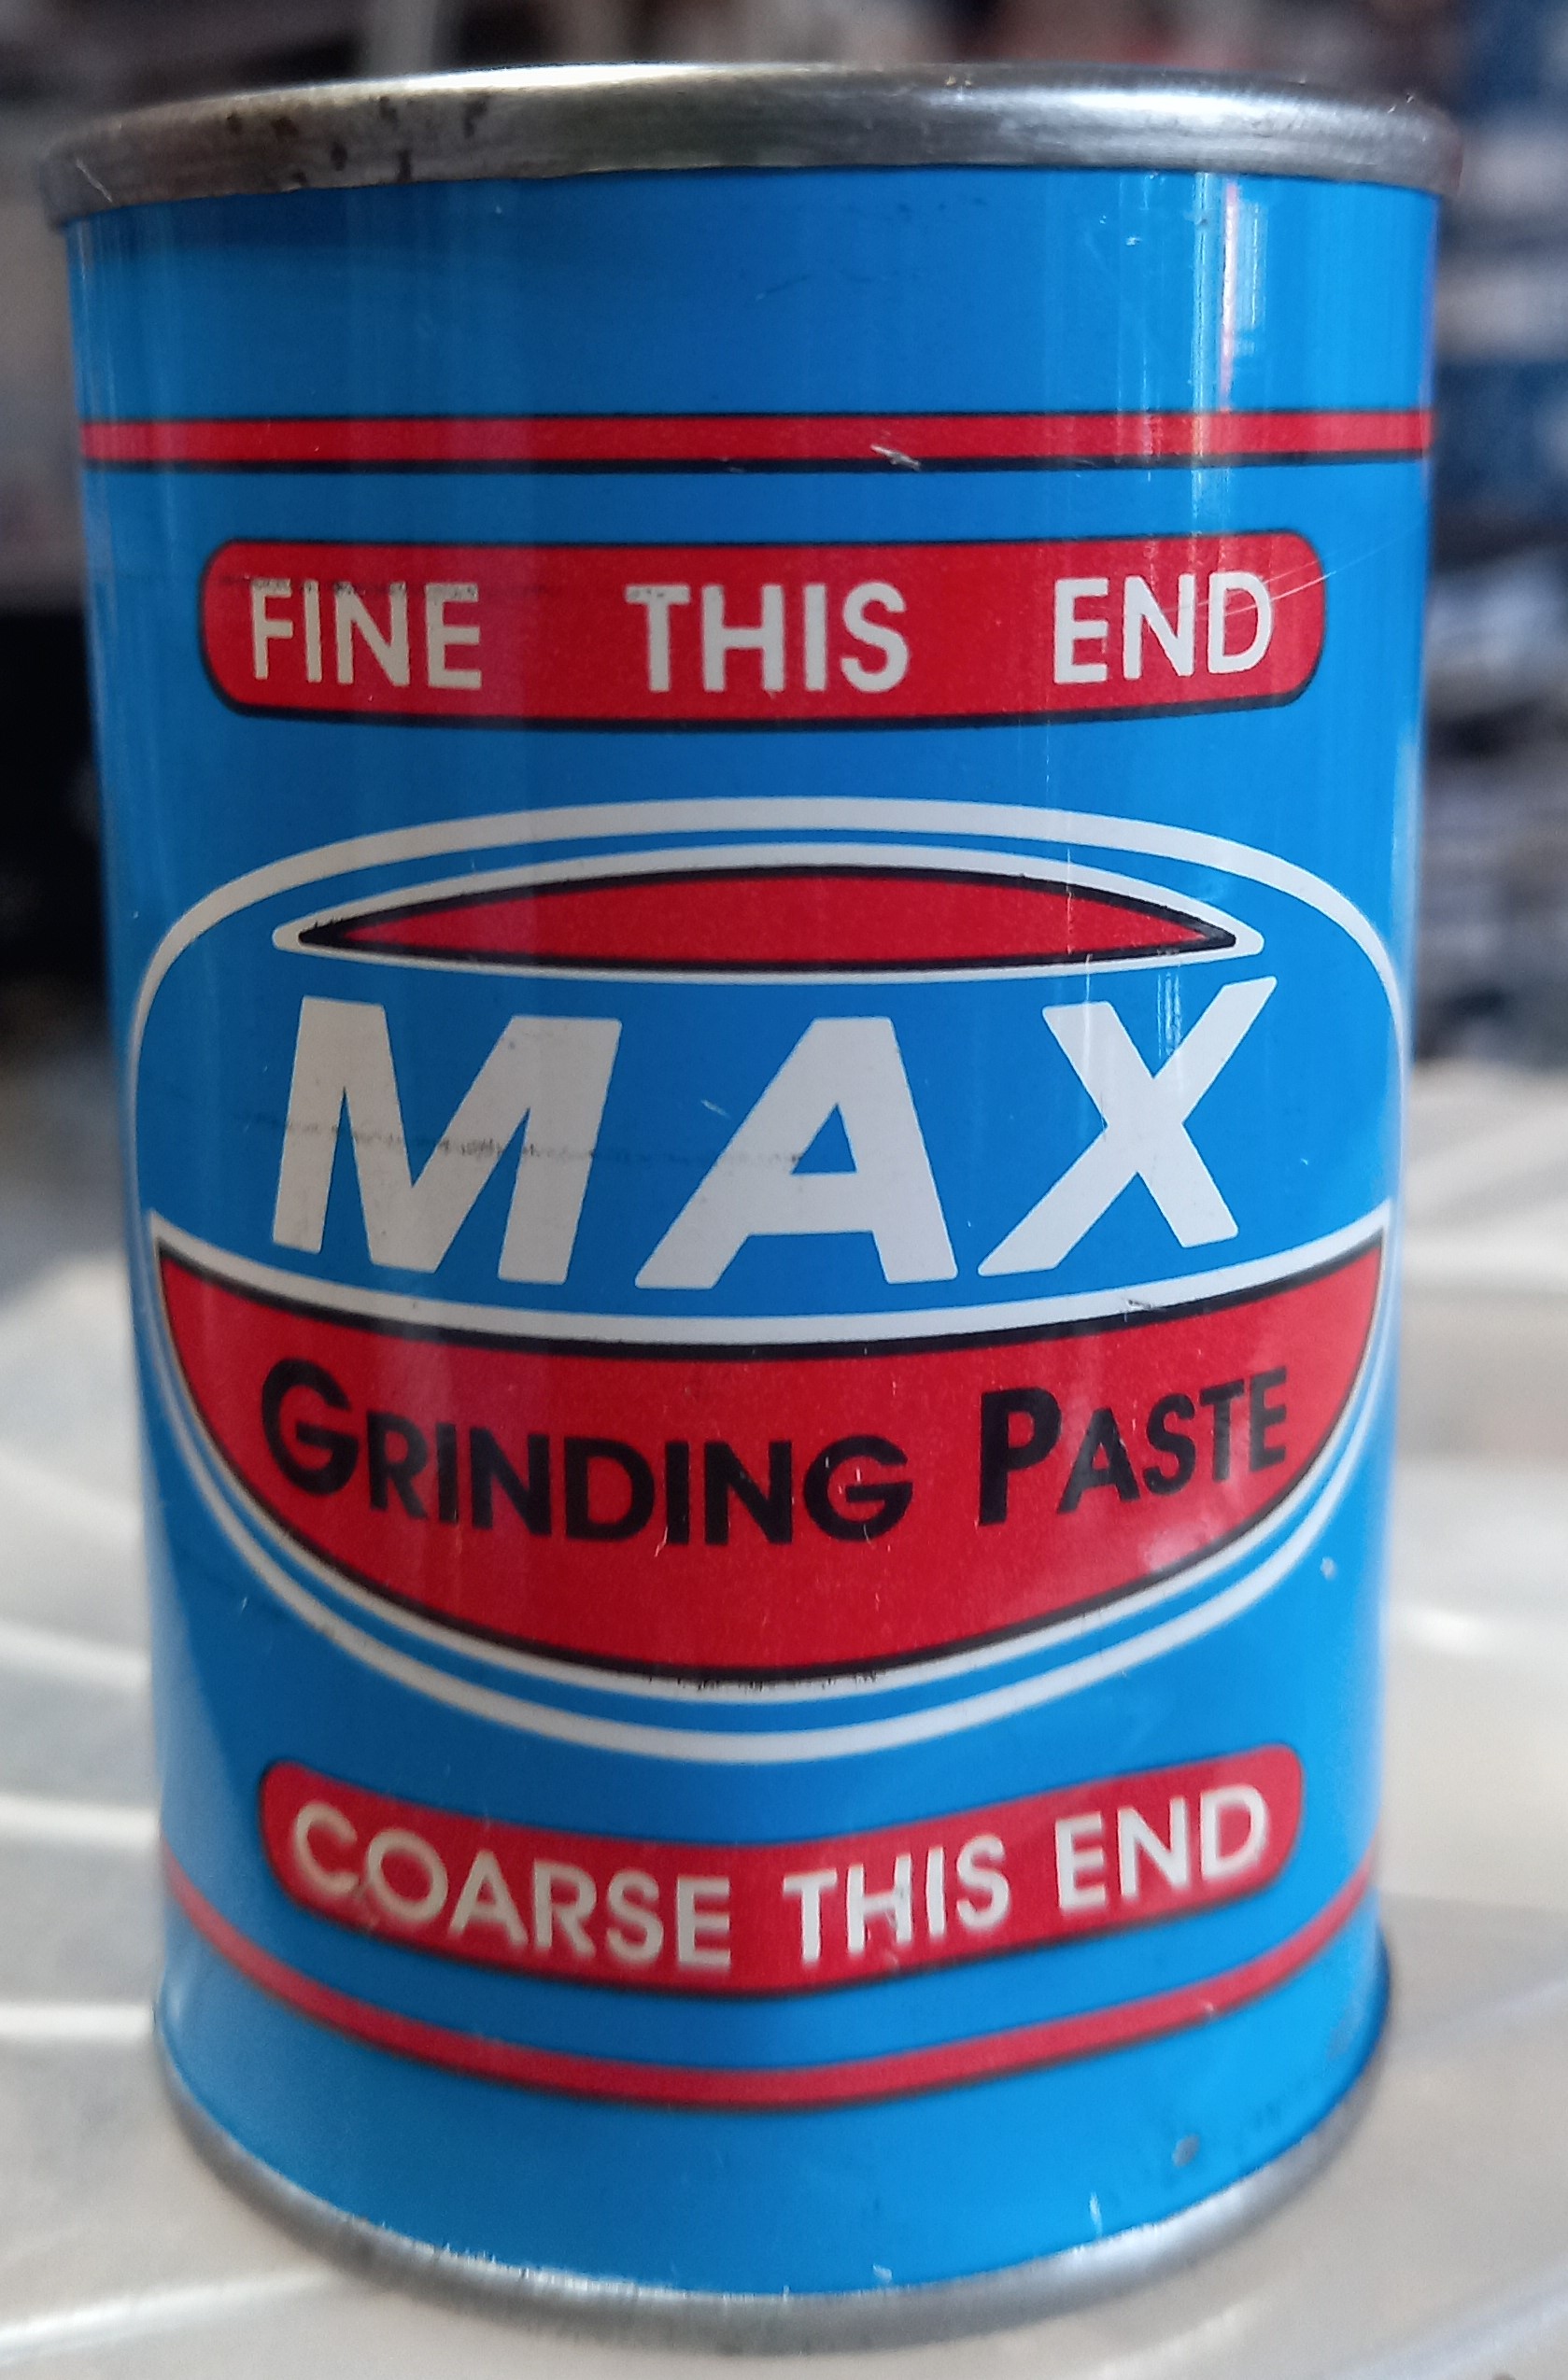 FINE THIS END
MAX
GRINDING PASTE
COARSE THIS END